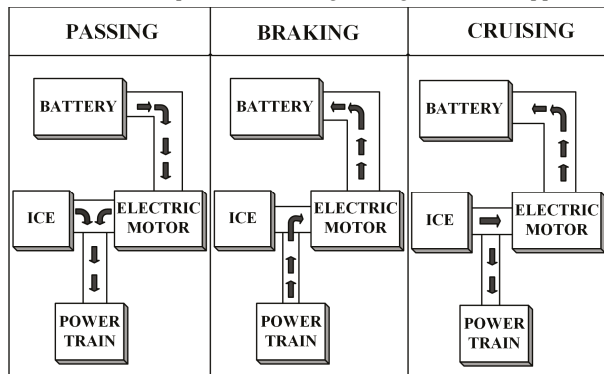 PASSING
BRAKING
CRUISING
BATTERY
ICE
ELECTRIC
MOTOR
POWER
TRAIN
BATTERY
ICE
ELECTRIC
MOTOR
POWER
TRAIN
BATTERY
ICE
ELECTRIC
MOTOR
POWER
TRAIN